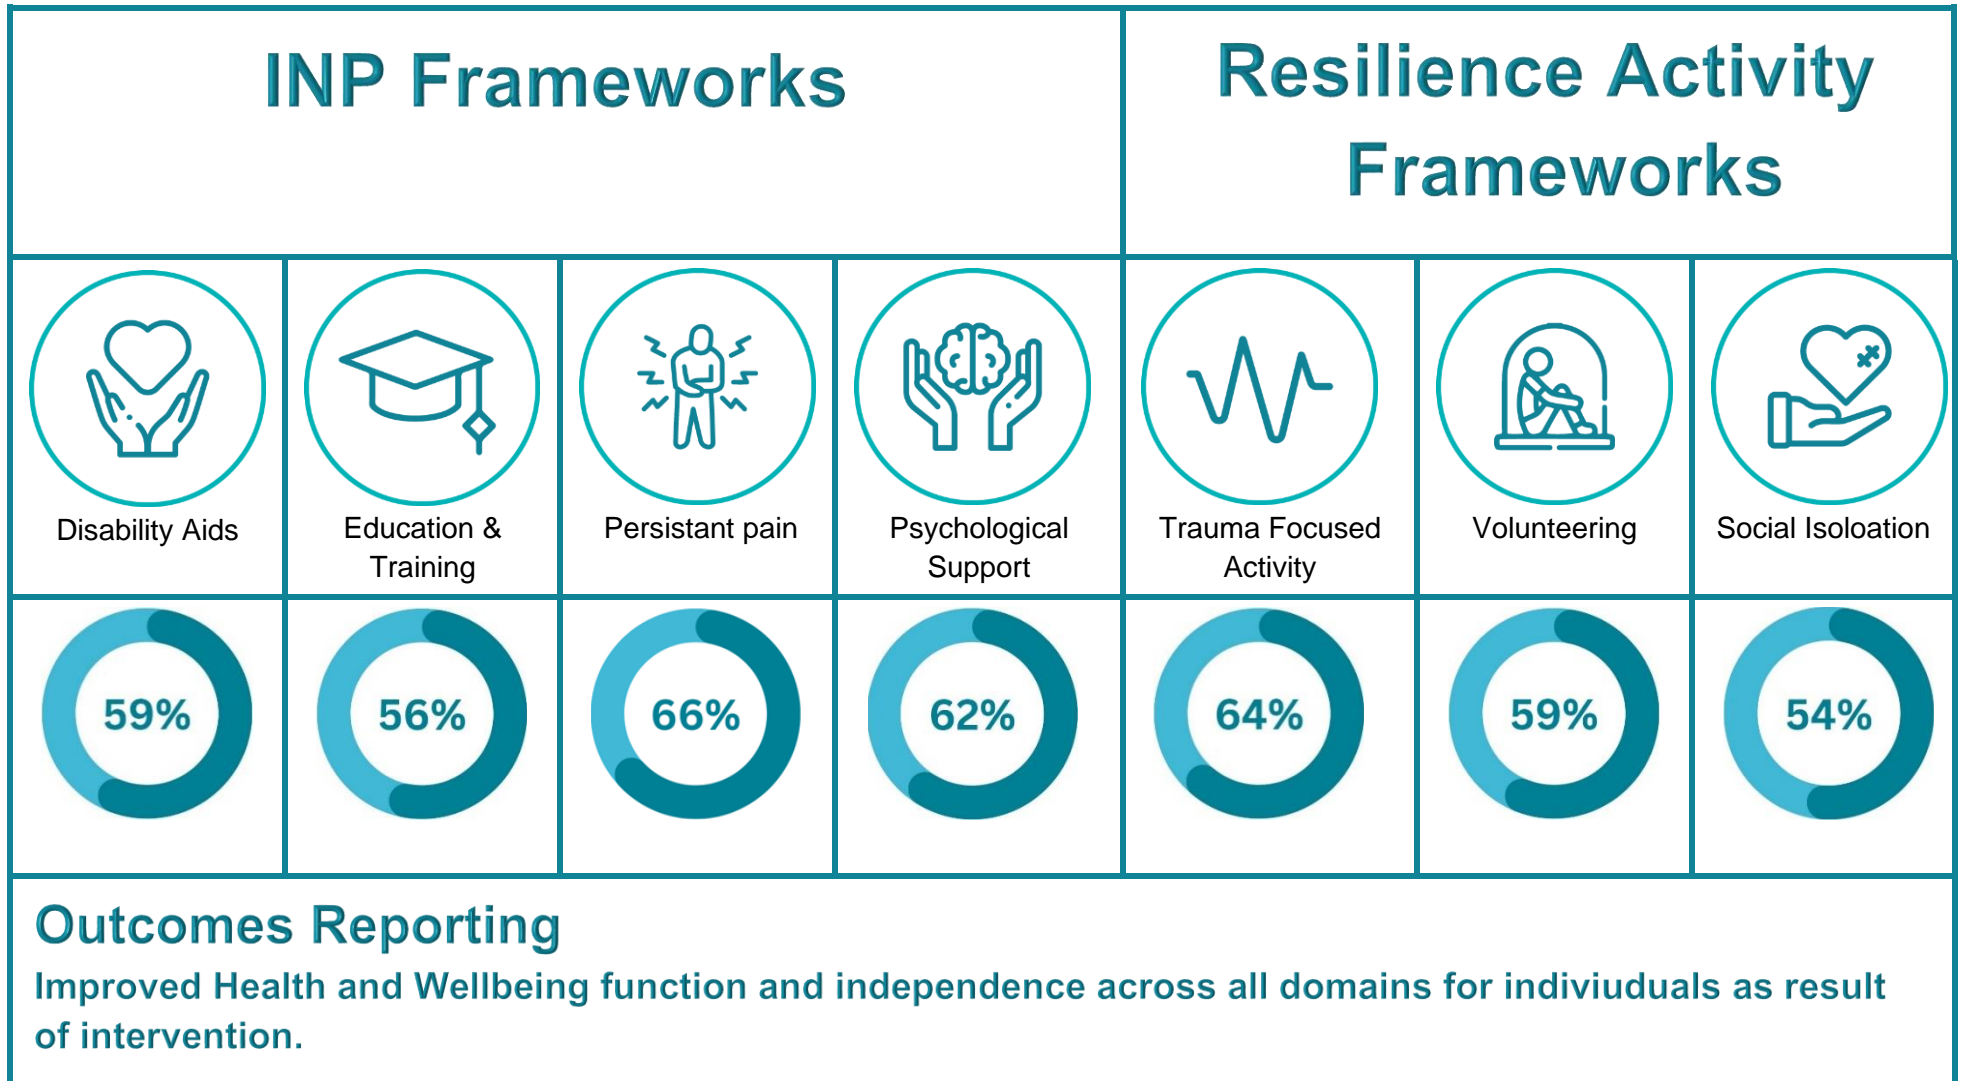 INP Frameworks
Resilience Activity
Frameworks
Disability Aids
Education &
Training
Persistant pain
Psychological
Support
Trauma Focused
Activity
Volunteering
Social Isoloation
59%
56%
66%
62%
64%
59%
54%
Outcomes Reporting
Improved Health and Wellbeing function and independence across all domains for indiviuduals as result
of intervention.